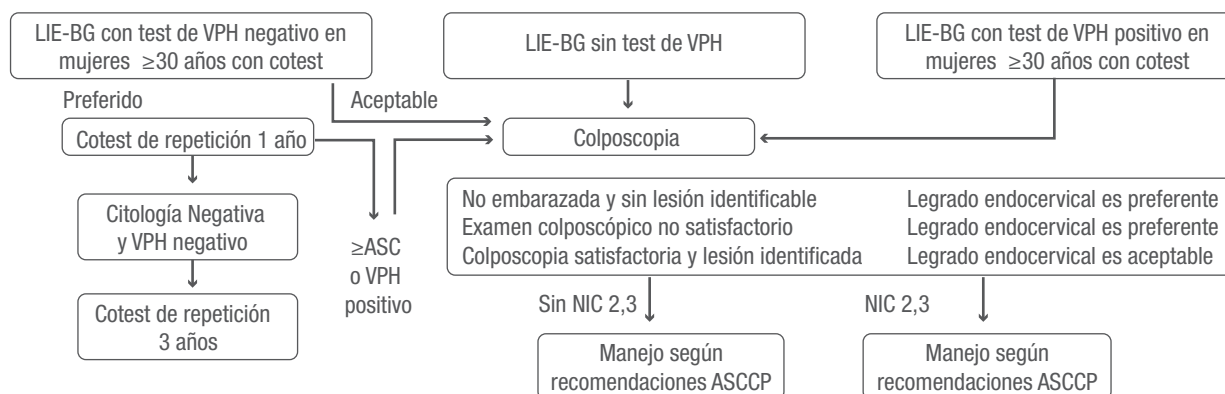 LIE-BG con test de VPH negativo en
mujeres ≥30 años con cotest
LIE-BG sin test de VPH
LIE-BG con test de VPH positivo en
mujeres ≥30 años con cotest
Preferido
Aceptable
Cotest de repetición 1 año
Colposcopia
Citología Negativa
y VPH negativo
≥ASC
o VPH
positivo
Cotest de repetición
3 años
No embarazada y sin lesión identificable Legrado endocervical es preferente
Examen colposcópico no satisfactorio Legrado endocervical es preferente
Colposcopia satisfactoria y lesión identificada Legrado endocervical es aceptable
Sin NIC 2,3
NIC 2,3
Manejo según
recomendaciones ASCCP
Manejo según
recomendaciones ASCCP